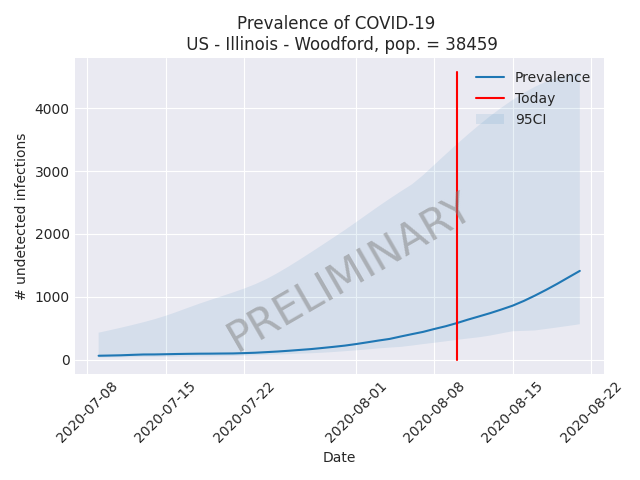 Prevalence of COVID-19
US - Illinois - Woodford, pop. = 38459
Prevalence
Today
95CI
PRELIMINARY
# undetected infections
4000
3000
2000
1000
0
2020-07-08
2020-07-15
2020-07-22
2020-08-01
2020-08-08
2020-08-15
2020-08-22
Date